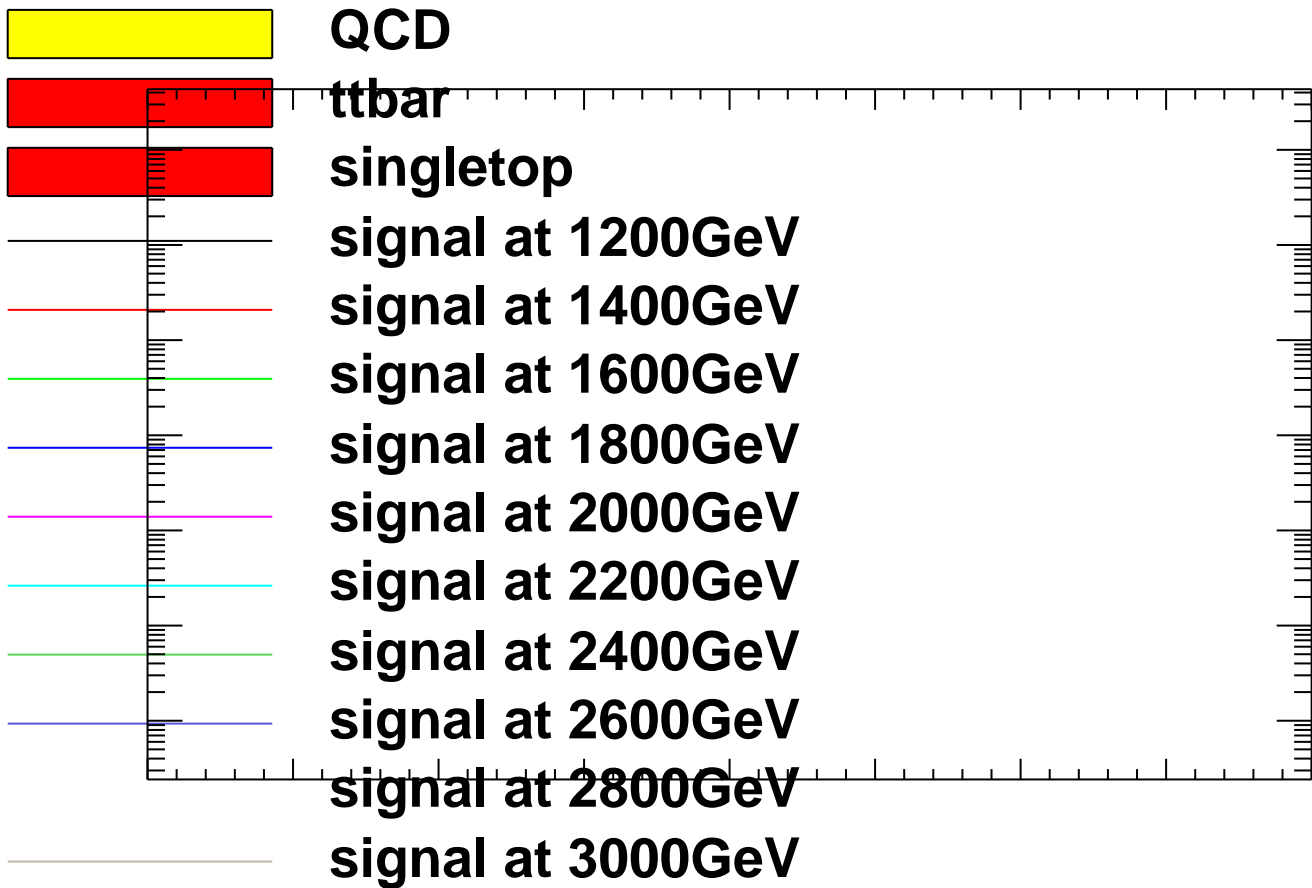 QCD
ttbar
singletop
signal at 1200GeV
signal at 1400GeV
signal at 1600GeV
signal at 1800GeV
signal at 2000GeV
signal at 2200GeV
signal at 2400GeV
signal at 2600GeV
signal at 2800GeV
signal at 3000GeV